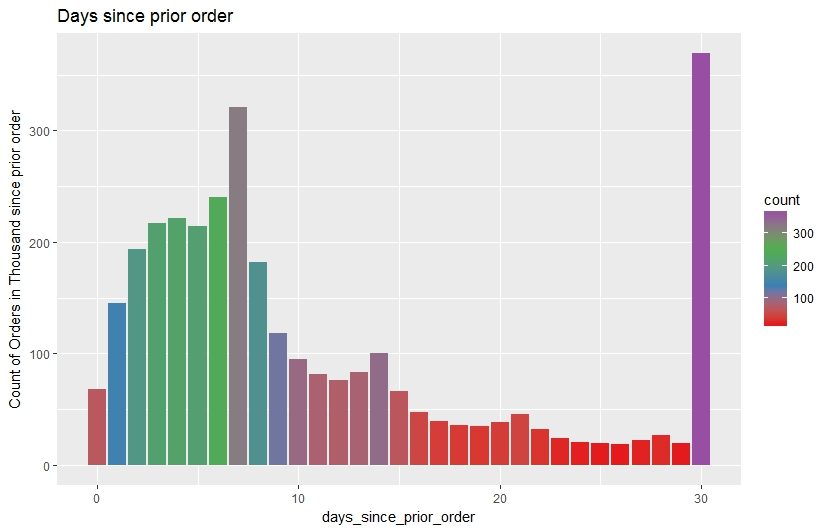 Days since prior order
Count of Orders in Thousand since prior order
300
200
100
0
0 10 20 30
days_since_prior_order
count
300
200
100